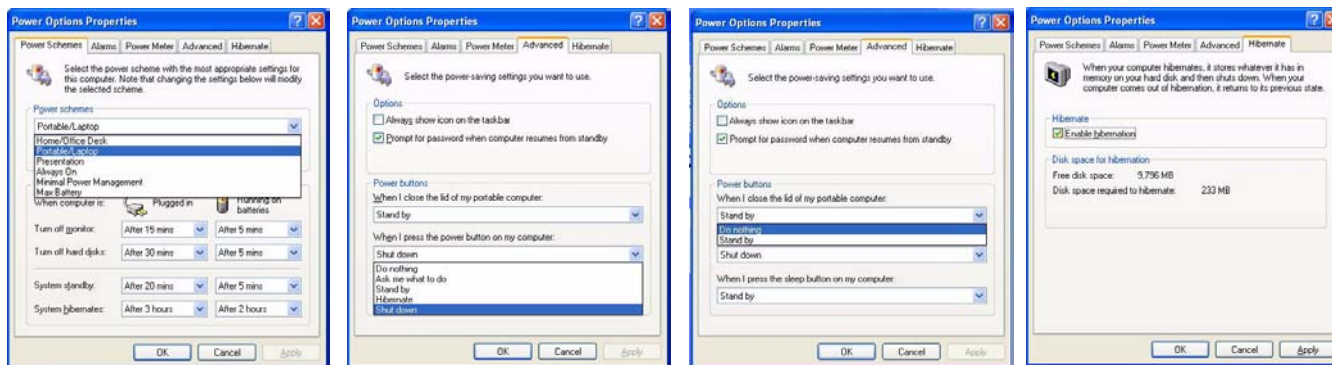 Power Options Properties
Power Schemes Alarms Power Meter Advanced Hibernate
Select the power scheme with the most appropriate settings for
this computer. Note that changing the settings below will modify
the selected scheme.
Power schemes
Portable/Laptop
Home/Office Desk
Portable/Laptop
Presentation
Always On
Minimal Power Management
Max Battery
When computer is: Plugged in Running on
batteries
Turn off monitor: After 15 mins After 5 mins
Turn off hard disks: After 30 mins After 5 mins
System standby: After 20 mins After 5 mins
System hibernates: After 3 hours After 2 hours
OK Cancel Apply
Power Options Properties
Power Schemes Alarms Power Meter Advanced Hibernate
Select the power-saving settings you want to use.
Options
Always show icon on the taskbar
Prompt for password when computer resumes from standby
Power buttons
When I close the lid of my portable computer:
Stand by
When I press the power button on my computer:
Shut down
Do nothing
Ask me what to do
Stand by
Hibernate
Shut down
OK Cancel Apply
Power Options Properties
Power Schemes Alarms Power Meter Advanced Hibernate
Select the power-saving settings you want to use.
Options
Always show icon on the taskbar
Prompt for password when computer resumes from standby
Power buttons
When I close the lid of my portable computer:
Stand by
Do nothing
Stand by
Shut down
When I press the sleep button on my computer:
Stand by
OK Cancel Apply
Power Options Properties
Power Schemes Alarms Power Meter Advanced Hibernate
When your computer hibernates, it stores whatever it has in
memory on your hard disk and then shuts down. When your
computer comes out of hibernation, it returns to its previous state.
Hibernate
Enable hibernation
Disk space for hibernation
Free disk space: 9,796 MB
Disk space required to hibernate: 233 MB
OK Cancel Apply